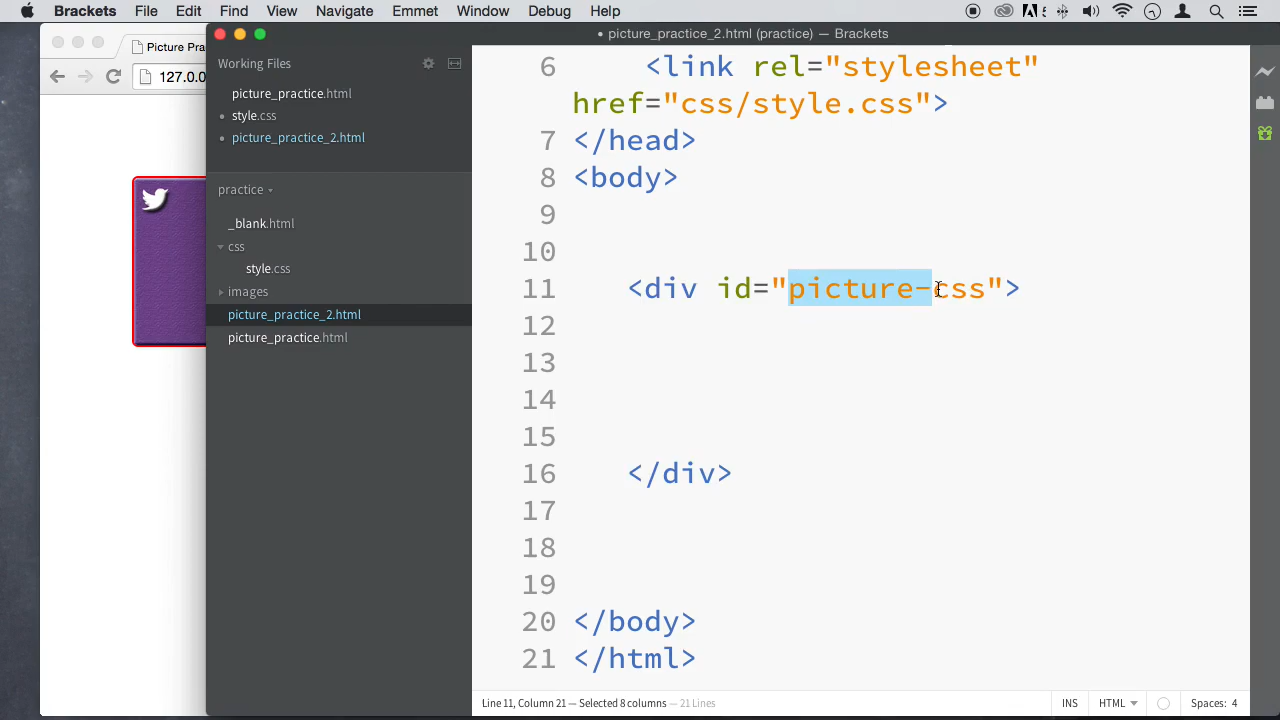 Brackets File Edit Find View Navigate Emmet Window Debug Help
5
Picture Pra
127.0.0
picture_practice_2.html (practice) — Brackets
Working Files
picture_practice.html
style.css
picture_practice_2.html
practice
_blank.html
css
style.css
images
picture_practice_2.html
picture_practice.html
6 <link rel="stylesheet"
href="css/style.css">
7 </head>
8 <body>
9
10
11 <div id="picture-css">
12
13
14
15
16 </div>
17
18
19
20 </body>
21 </html>
Line 11, Column 21 — Selected 8 columns — 21 Lines
INS HTML Spaces: 4